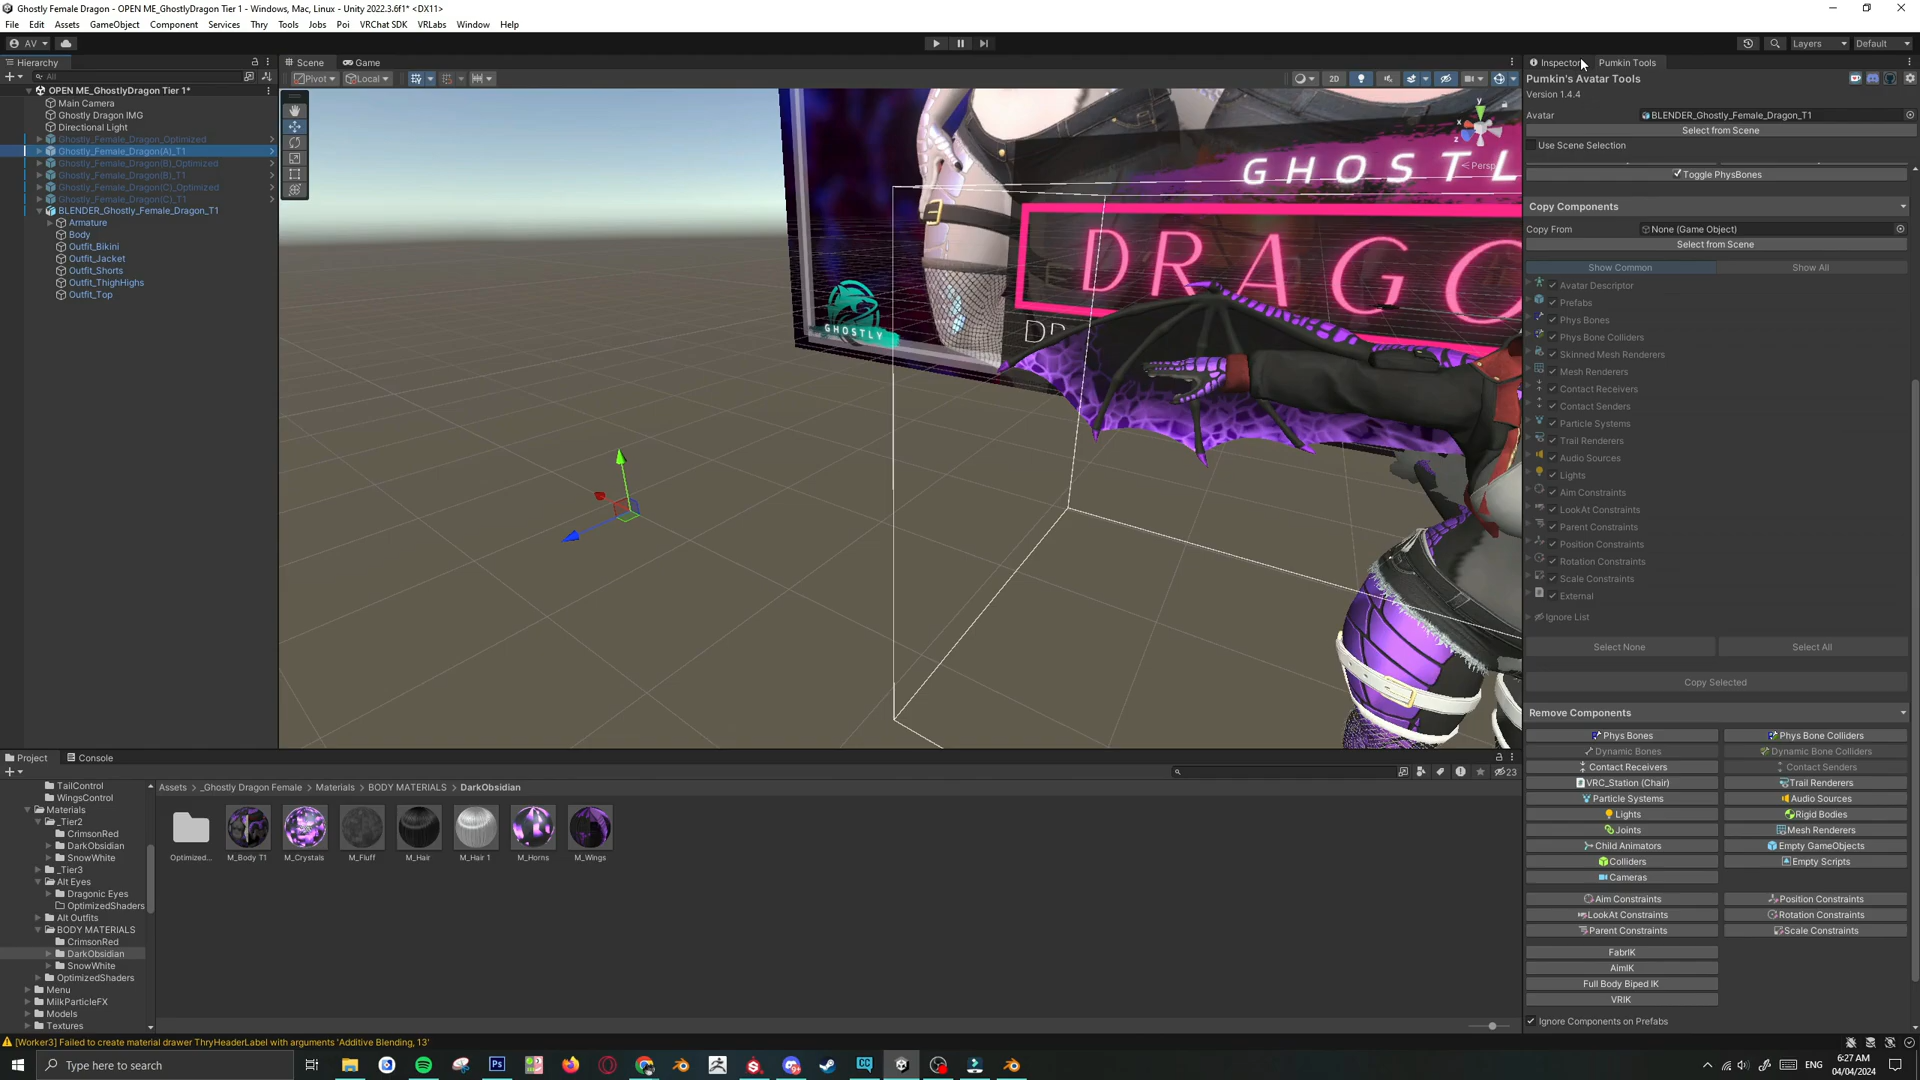 Ghostly Female Dragon - OPEN ME_GhostlyDragon Tier 1 - Windows, Mac, Linux - Unity 2022.3.6f1* <DX11>
File Edit Assets GameObject Component Services Thry Tools Jobs Poi VRChat SDK VRLabs Window Help
AV Layers Default
Hierarchy Scene Game Inspector Pumkin Tools
All Pivot Local 2D
Pumkin's Avatar Tools
Version 1.4.4
Avatar BLENDER_Ghostly_Female_Dragon_T1
Select from Scene
Use Scene Selection
Toggle PhysBones
Copy Components
Copy From None (Game Object)
Select from Scene
Show Common Show All
Avatar Descriptor
Prefabs
Phys Bones
Phys Bone Colliders
Skinned Mesh Renderers
Mesh Renderers
Contact Receivers
Contact Senders
Particle Systems
Trail Renderers
Audio Sources
Lights
Aim Constraints
LookAt Constraints
Parent Constraints
Position Constraints
Rotation Constraints
Scale Constraints
External
Ignore List
Select None Select All
Copy Selected
Remove Components
Phys Bones Phys Bone Colliders
Dynamic Bones Dynamic Bone Colliders
Contact Receivers Contact Senders
VRC_Station (Chair) Trail Renderers
Particle Systems Audio Sources
Lights Rigid Bodies
Joints Mesh Renderers
Child Animators Empty GameObjects
Colliders Empty Scripts
Cameras
Aim Constraints Position Constraints
LookAt Constraints Rotation Constraints
Parent Constraints Scale Constraints
FabrIK
AimIK
Full Body Biped IK
VRIK
Ignore Components on Prefabs
OPEN ME_GhostlyDragon Tier 1*
Main Camera
Ghostly Dragon IMG
Directional Light
Ghostly_Female_Dragon_Optimized
Ghostly_Female_Dragon(A)_T1
Ghostly_Female_Dragon(B)_Optimized
Ghostly_Female_Dragon(B)_T1
Ghostly_Female_Dragon(C)_Optimized
Ghostly_Female_Dragon(C)_T1
BLENDER_Ghostly_Female_Dragon_T1
Armature
Body
Outfit_Bikini
Outfit_Jacket
Outfit_Shorts
Outfit_ThighHighs
Outfit_Top
y
x
Persp
GHOSTL
DRAGO
GHOSTLY
Project Console
23
Assets > _Ghostly Dragon Female > Materials > BODY MATERIALS > DarkObsidian
TailControl
WingsControl
Materials
_Tier2
CrimsonRed
DarkObsidian
SnowWhite
_Tier3
Alt Eyes
Dragonic Eyes
OptimizedShaders
Alt Outfits
BODY MATERIALS
CrimsonRed
DarkObsidian
SnowWhite
OptimizedShaders
Menu
MilkParticleFX
Models
Textures
Optimized... M_Body T1 M_Crystals M_Fluff M_Hair M_Hair 1 M_Horns M_Wings
[Worker3] Failed to create material drawer ThryHeaderLabel with arguments 'Additive Blending, 13'
Type here to search
Ps
CC
ENG
6:27 AM
04/04/2024